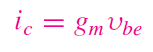 i_c = g_m υ_be